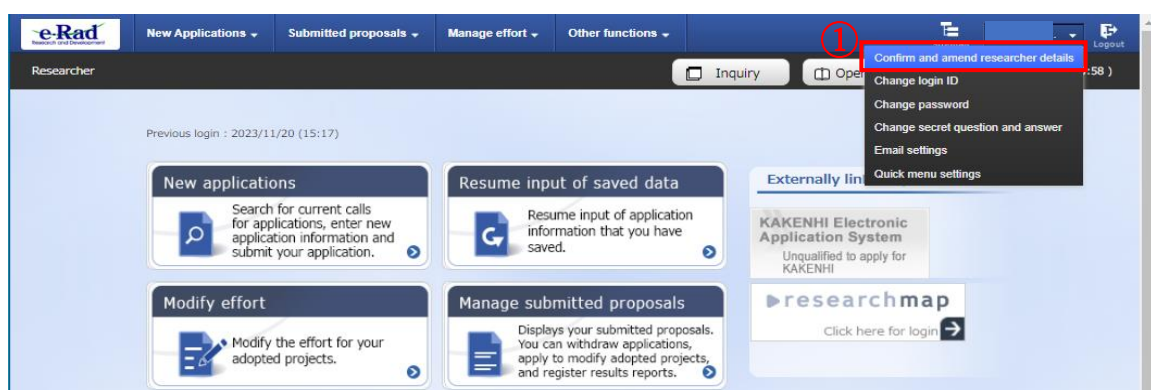 e-Rad
Research and Development
New Applications
Submitted proposals
Manage effort
Other functions
Logout
①
Researcher
Inquiry
Ope
:58 )
Confirm and amend researcher details
Change login ID
Change password
Change secret question and answer
Email settings
Quick menu settings
Previous login : 2023/11/20 (15:17)
New applications
Search for current calls
for applications, enter new
application information and
submit your application.
Resume input of saved data
Resume input of application
information that you have
saved.
Externally lin
KAKENHI Electronic
Application System
Unqualified to apply for
KAKENHI
Modify effort
Modify the effort for your
adopted projects.
Manage submitted proposals
Displays your submitted proposals.
You can withdraw applications,
apply to modify adopted projects,
and register results reports.
researchmap
Click here for login